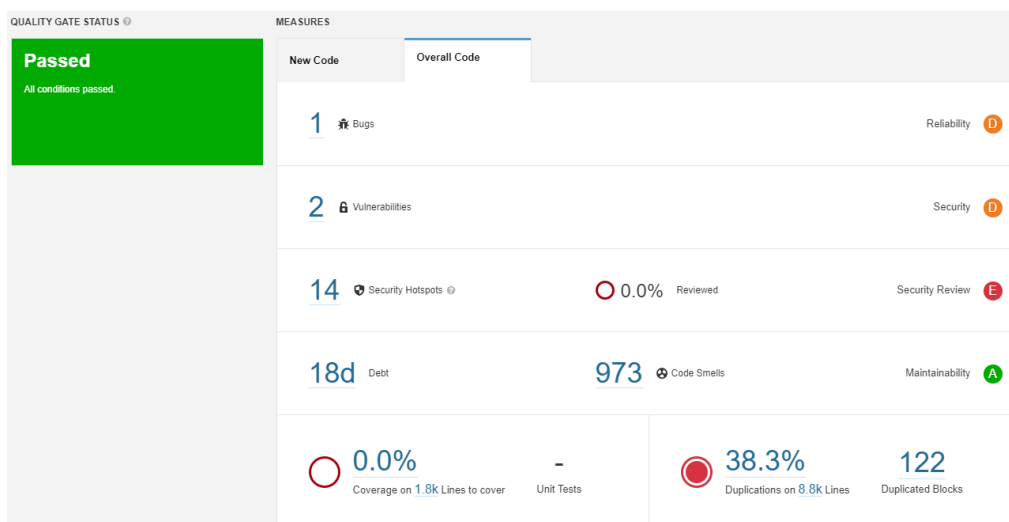 QUALITY GATE STATUS ?
MEASURES
Passed
All conditions passed.
New Code
Overall Code
1 Bugs
Reliability D
2 Vulnerabilities
Security D
14 Security Hotspots ?
0.0% Reviewed
Security Review E
18d Debt
973 Code Smells
Maintainability A
0.0%
Coverage on 1.8k Lines to cover
-
Unit Tests
38.3%
Duplications on 8.8k Lines
122
Duplicated Blocks